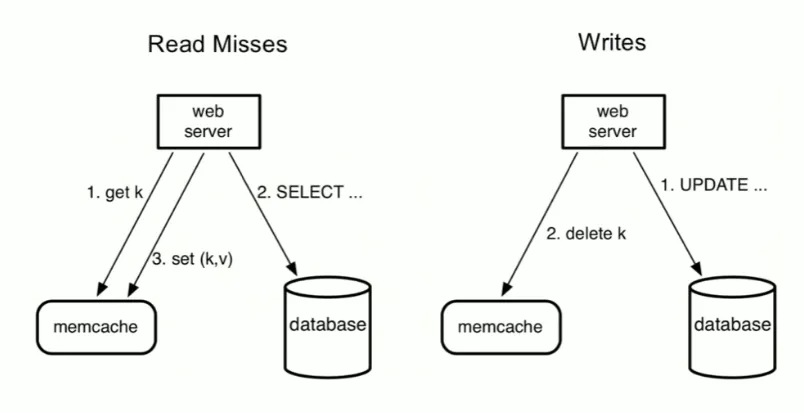 Read Misses
web
server
1. get k
2. SELECT ...
3. set (k,v)
memcache
database
Writes
web
server
1. UPDATE ...
2. delete k
memcache
database